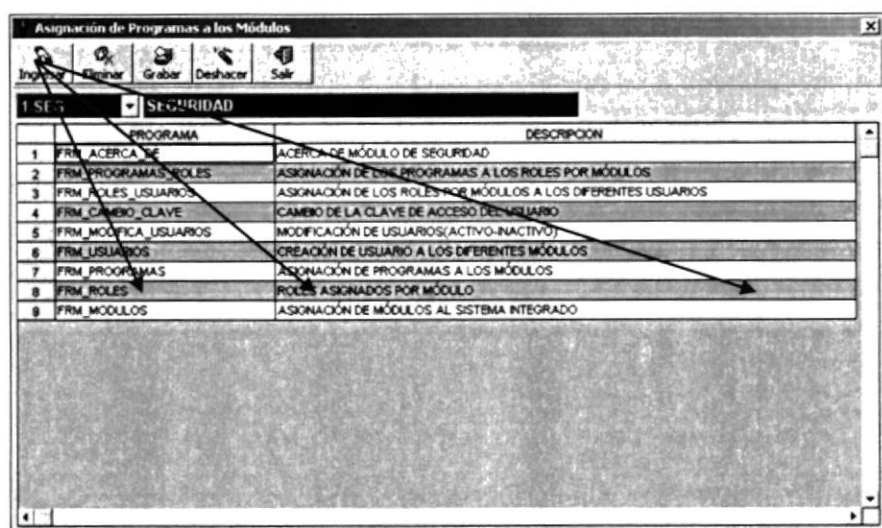 Asignación de Programas a los Módulos
Ingresar Eliminar Grabar Deshacer Salir
1 SEG SEGURIDAD
PROGRAMA DESCRIPCION
1 FRM_ACERCA_DE ACERCA DE MÓDULO DE SEGURIDAD
2 FRM_PROGRAMAS_ROLES ASIGNACIÓN DE LOS PROGRAMAS A LOS ROLES POR MÓDULOS
3 FRM_ROLES_USUARIOS ASIGNACIÓN DE LOS ROLES POR MÓDULOS A LOS DIFERENTES USUARIOS
4 FRM_CAMBIO_CLAVE CAMBIO DE LA CLAVE DE ACCESO DEL USUARIO
5 FRM_MODIFICA_USUARIOS MODIFICACIÓN DE USUARIOS(ACTIVO-INACTIVO)
6 FRM_USUARIOS CREACIÓN DE USUARIO A LOS DIFERENTES MÓDULOS
7 FRM_PROGRAMAS ASIGNACIÓN DE PROGRAMAS A LOS MÓDULOS
8 FRM_ROLES ROLES ASIGNADOS POR MÓDULO
9 FRM_MODULOS ASIGNACIÓN DE MÓDULOS AL SISTEMA INTEGRADO